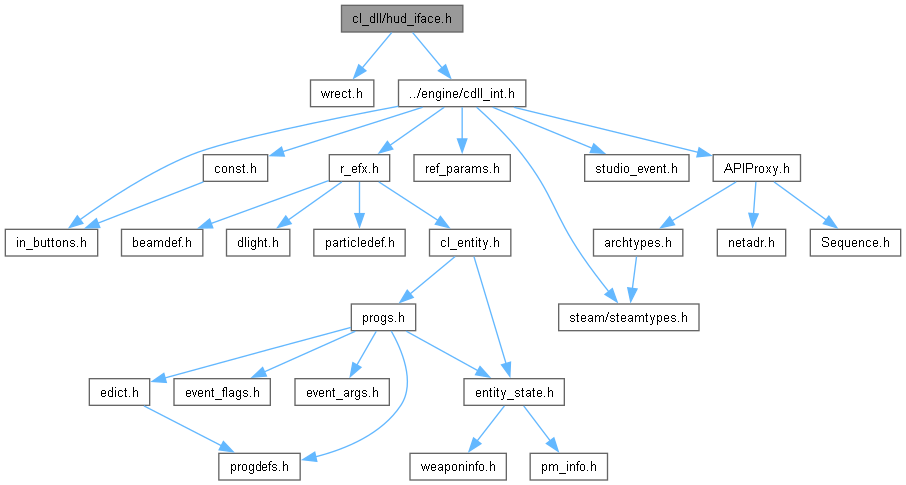 cl_dll/hud_iface.h
wrect.h
../engine/cdll_int.h
const.h
r_efx.h
ref_params.h
studio_event.h
APIProxy.h
in_buttons.h
beamdef.h
dlight.h
particledef.h
cl_entity.h
archtypes.h
netadr.h
Sequence.h
progs.h
steam/steamtypes.h
edict.h
event_flags.h
event_args.h
entity_state.h
progdefs.h
weaponinfo.h
pm_info.h